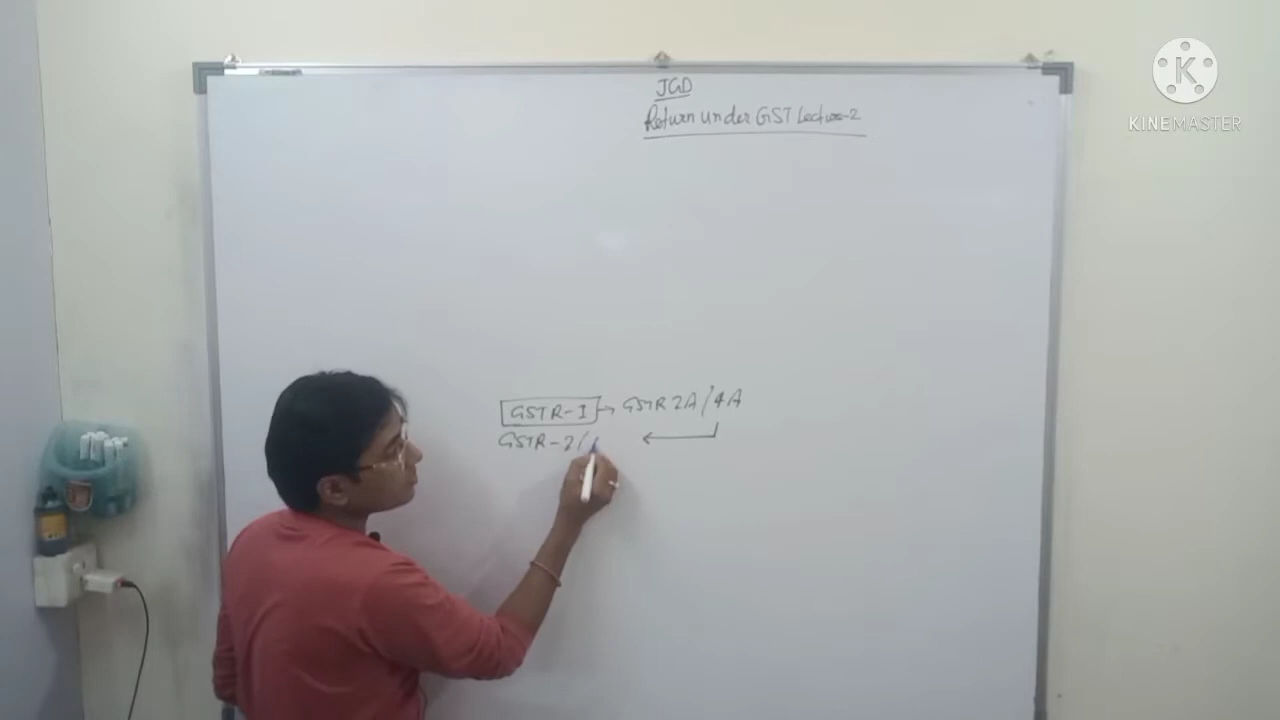 JGD
Return under GST Lecture-2
K
KINEMASTER
GSTR-1 → GSTR 2A/4A
GSTR-2/